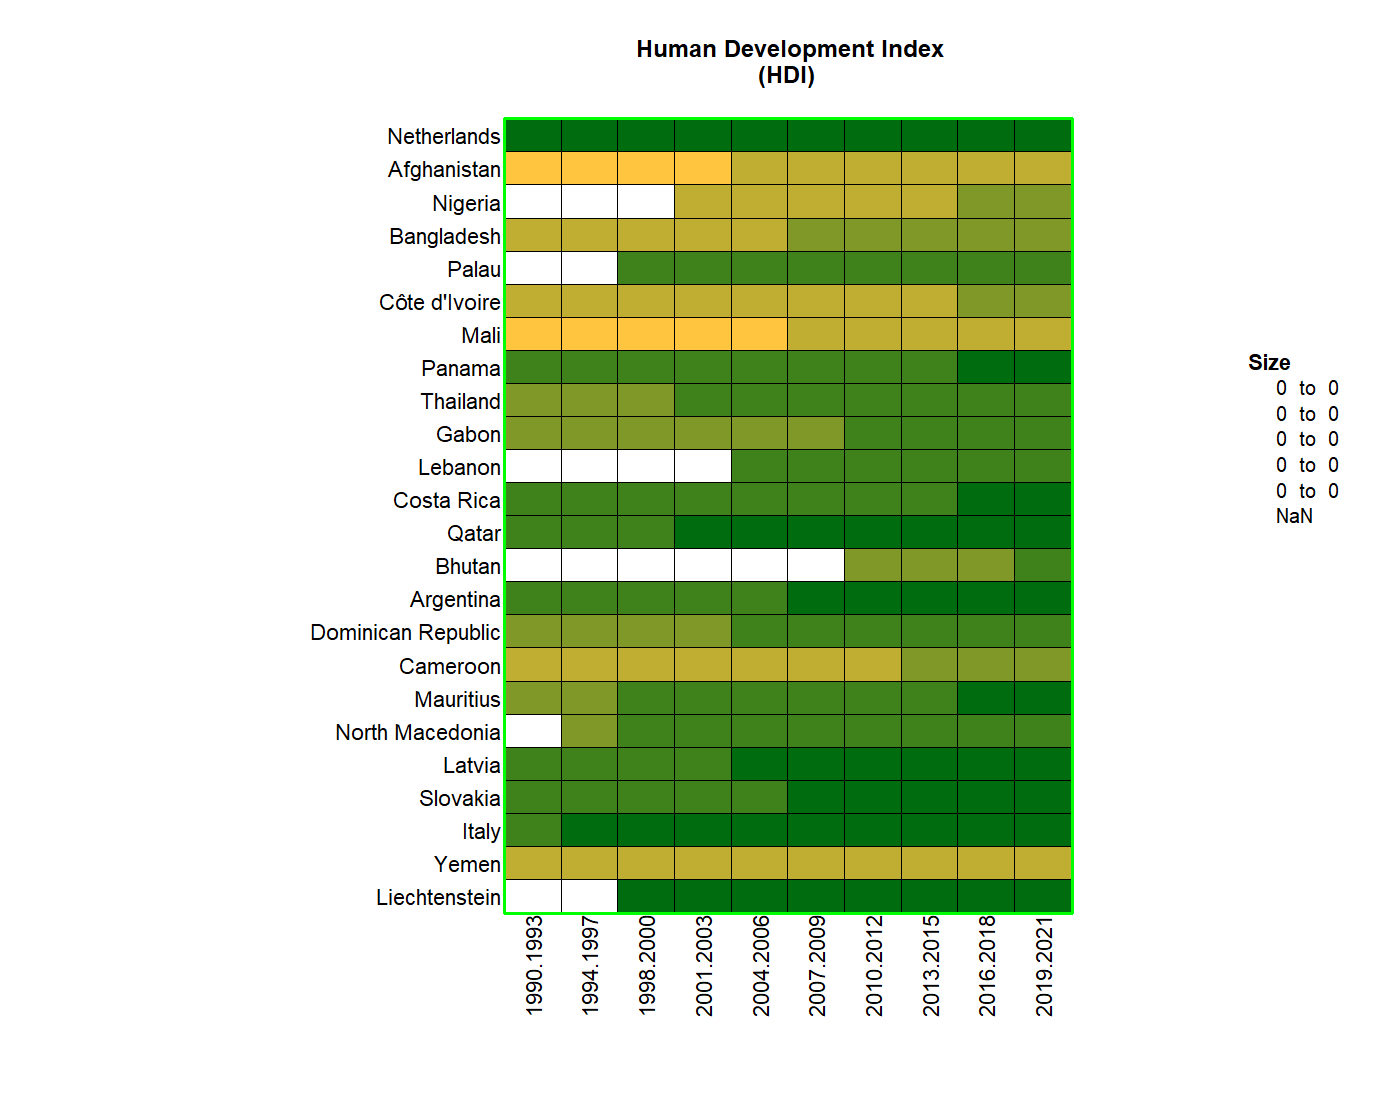 Human Development Index
(HDI)
Netherlands
Afghanistan
Nigeria
Bangladesh
Palau
Côte d'Ivoire
Mali
Panama
Thailand
Gabon
Lebanon
Costa Rica
Qatar
Bhutan
Argentina
Dominican Republic
Cameroon
Mauritius
North Macedonia
Latvia
Slovakia
Italy
Yemen
Liechtenstein
1990.1993
1994.1997
1998.2000
2001.2003
2004.2006
2007.2009
2010.2012
2013.2015
2016.2018
2019.2021
Size
0 to 0
0 to 0
0 to 0
0 to 0
0 to 0
NaN